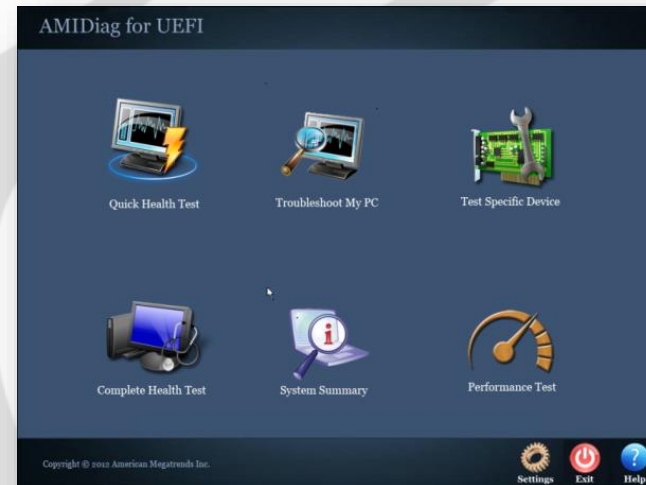 AMIDiag for UEFI
Quick Health Test
Troubleshoot My PC
Test Specific Device
Complete Health Test
System Summary
Performance Test
Copyright © 2012 American Megatrends Inc.
Settings
Exit
Help